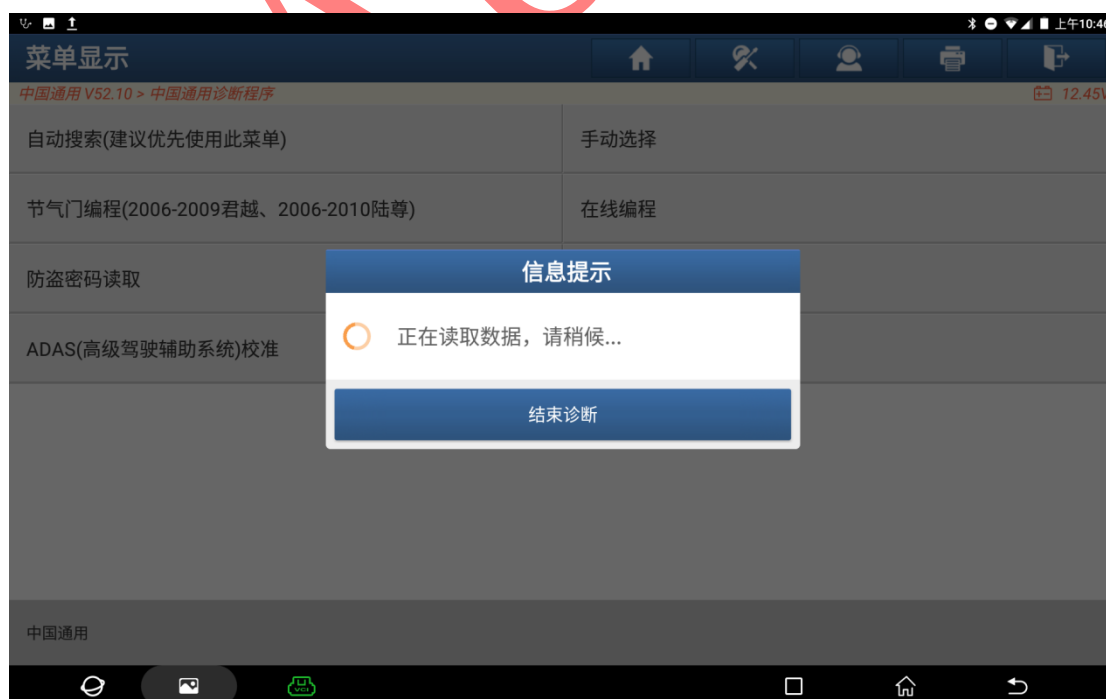 上午10:46
菜单显示
中国通用 V52.10 > 中国通用诊断程序
12.45V
自动搜索(建议优先使用此菜单)
手动选择
节气门编程(2006-2009君越、2006-2010陆尊)
在线编程
防盗密码读取
信息提示
正在读取数据，请稍候...
ADAS(高级驾驶辅助系统)校准
结束诊断
中国通用
VCI